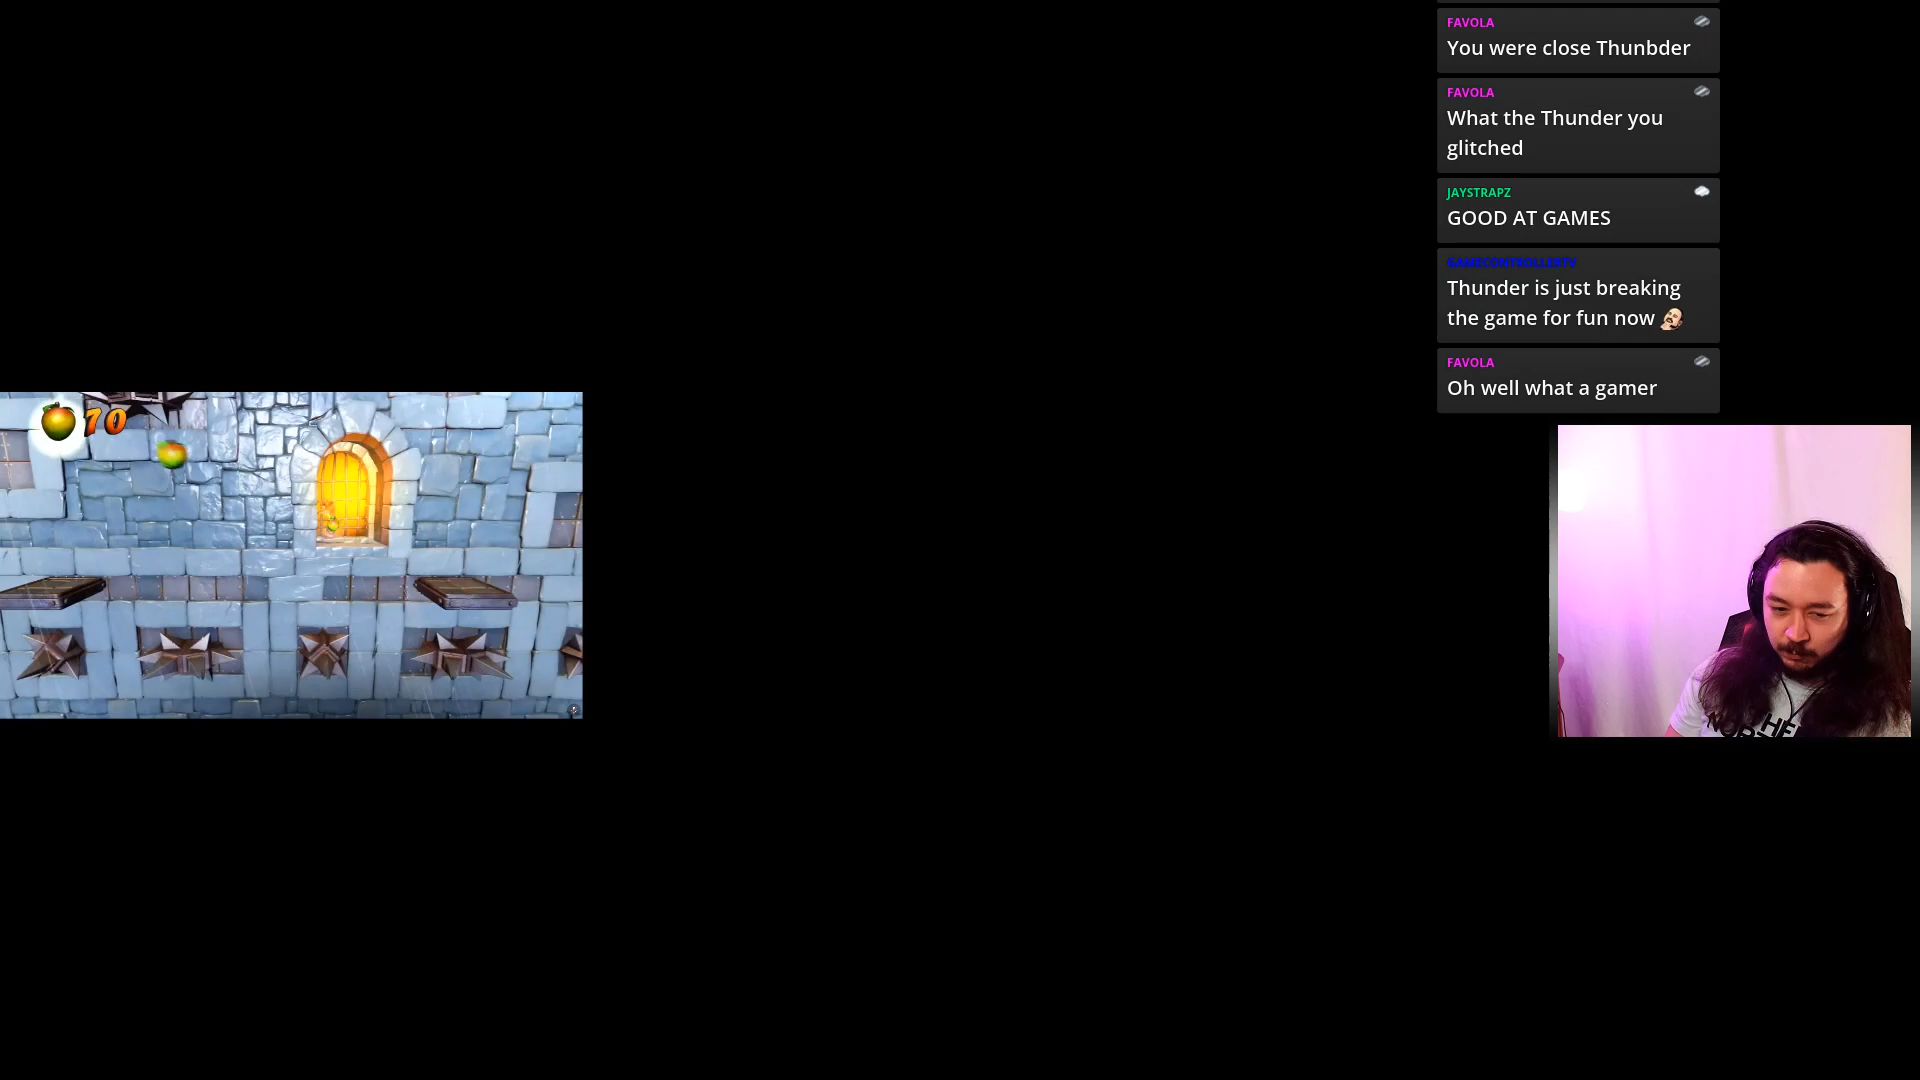 70
FAVOLA
You were close Thunbder
FAVOLA
What the Thunder you
glitched
JAYSTRAPZ
GOOD AT GAMES
GAMECONTROLLERTV
Thunder is just breaking
the game for fun now
FAVOLA
Oh well what a gamer